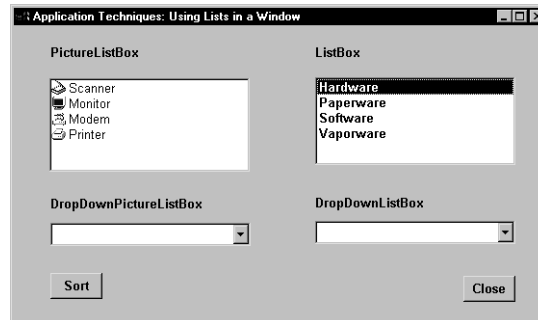 Application Techniques: Using Lists in a Window
PictureListBox
ListBox
Scanner
Monitor
Modem
Printer
Hardware
Paperware
Software
Vaporware
DropDownPictureListBox
DropDownListBox
Sort
Close